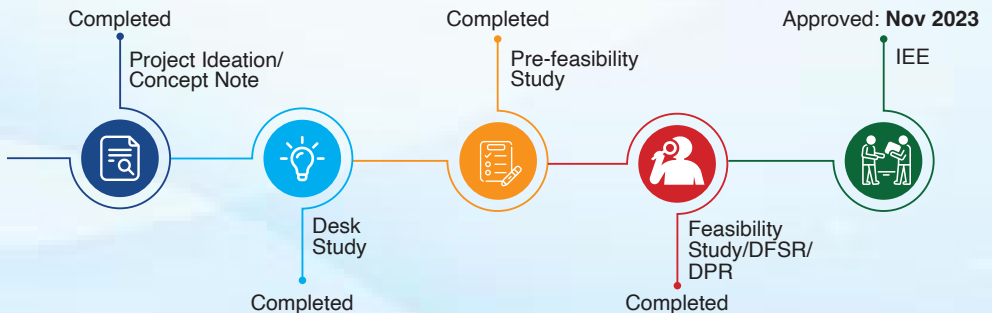 Completed
Project Ideation/
Concept Note
Desk
Study
Completed
Completed
Pre-feasibility
Study
Feasibility
Study/DFSR/
DPR
Completed
Approved: Nov 2023
IEE